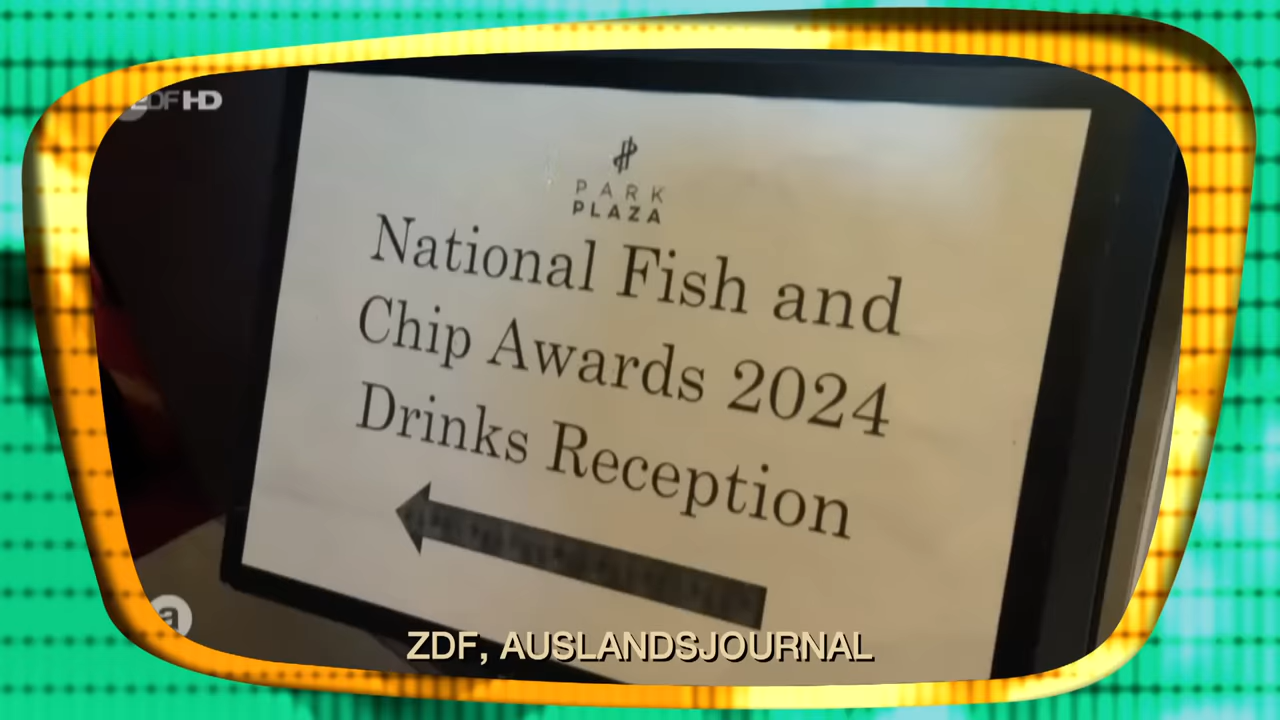 ZDF HD
PARK
PLAZA
National Fish and
Chip Awards 2024
Drinks Reception
a
ZDF, AUSLANDSJOURNAL